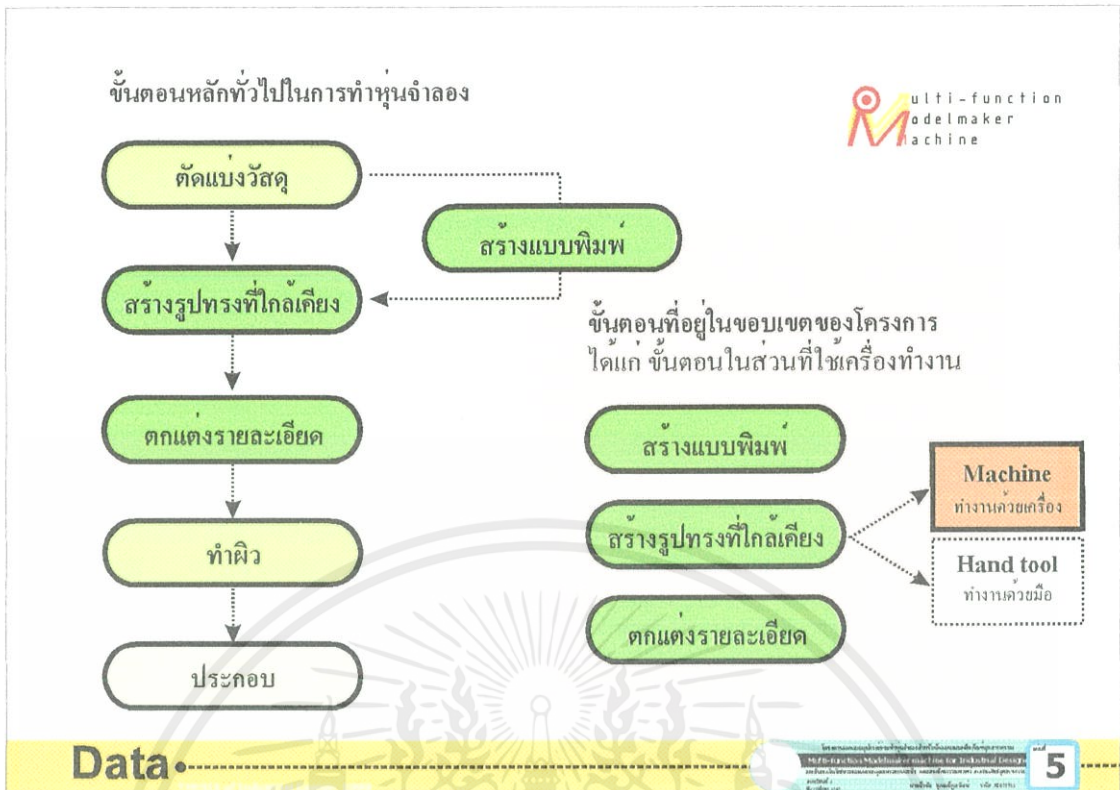 ขั้นตอนหลักทั่วไปในการทำหุ่นจำลอง
Multi-function
Modelmaker
Machine
ตัดแบ่งวัสดุ
สร้างแบบพิมพ์
สร้างรูปทรงที่ใกล้เคียง
ตกแต่งรายละเอียด
ทำผิว
ประกอบ
ขั้นตอนที่อยู่ในขอบเขตของโครงการ
ได้แก่ ขั้นตอนในส่วนที่ใช้เครื่องทำงาน
สร้างแบบพิมพ์
สร้างรูปทรงที่ใกล้เคียง
ตกแต่งรายละเอียด
Machine
ทำงานด้วยเครื่อง
Hand tool
ทำงานด้วยมือ
Data
Multi-function Modelmaker machine for Industrial Design
5